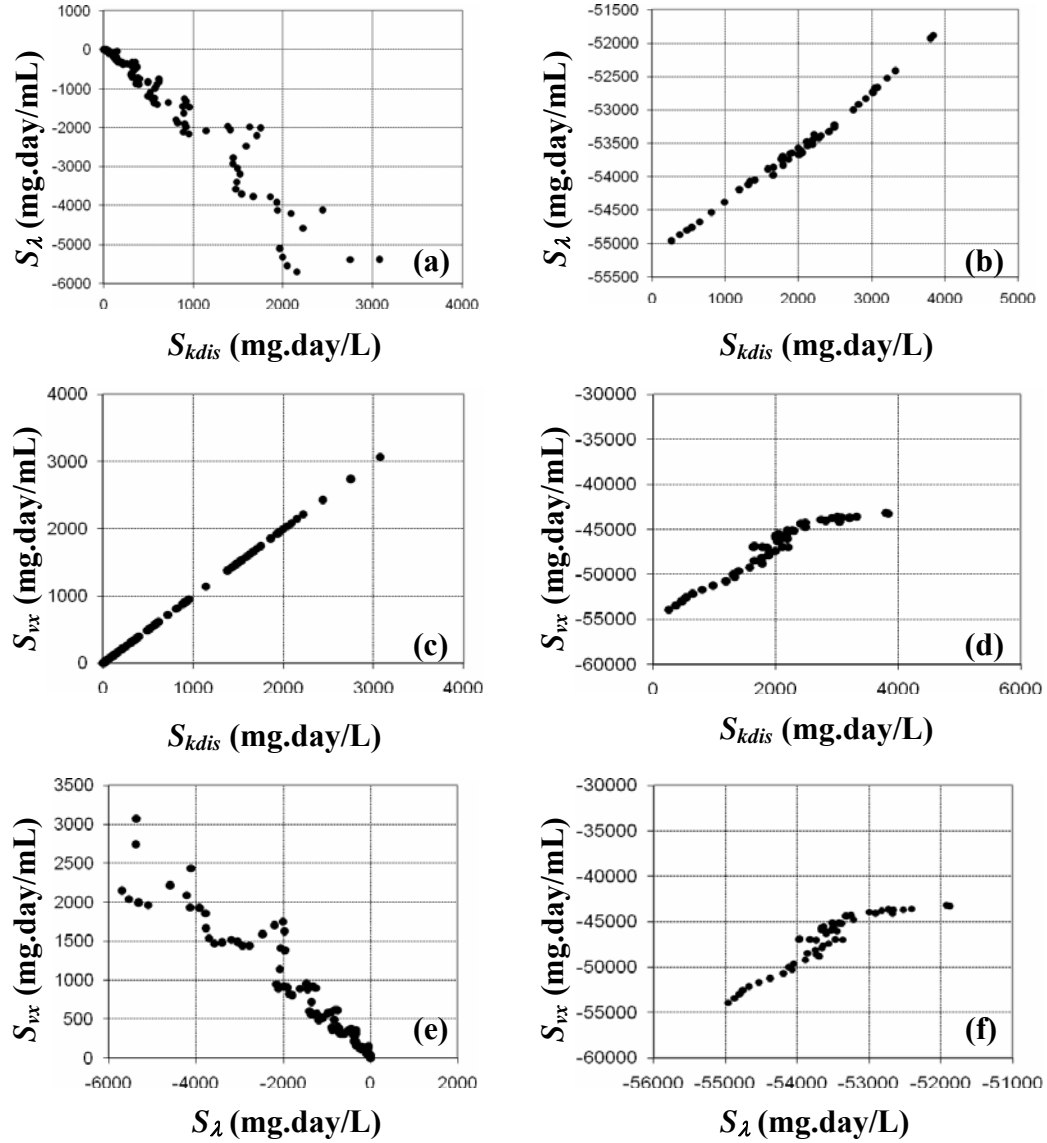 1000
0
-1000
-2000
-3000
-4000
-5000
-6000
0 1000 2000 3000 4000
Sλ (mg.day/mL)
Skdis (mg.day/L)
(a)
-51500
-52000
-52500
-53000
-53500
-54000
-54500
-55000
-55500
0 1000 2000 3000 4000 5000
Sλ (mg.day/mL)
Skdis (mg.day/L)
(b)
4000
3000
2000
1000
0
0 1000 2000 3000 4000
Svx (mg.day/mL)
Skdis (mg.day/L)
(c)
-30000
-35000
-40000
-45000
-50000
-55000
-60000
0 2000 4000 6000
Svx (mg.day/mL)
Skdis (mg.day/L)
(d)
3500
3000
2500
2000
1500
1000
500
0
-6000 -4000 -2000 0 2000
Svx (mg.day/mL)
Sλ (mg.day/L)
(e)
-30000
-35000
-40000
-45000
-50000
-55000
-60000
-56000 -55000 -54000 -53000 -52000 -51000
Svx (mg.day/mL)
Sλ (mg.day/L)
(f)